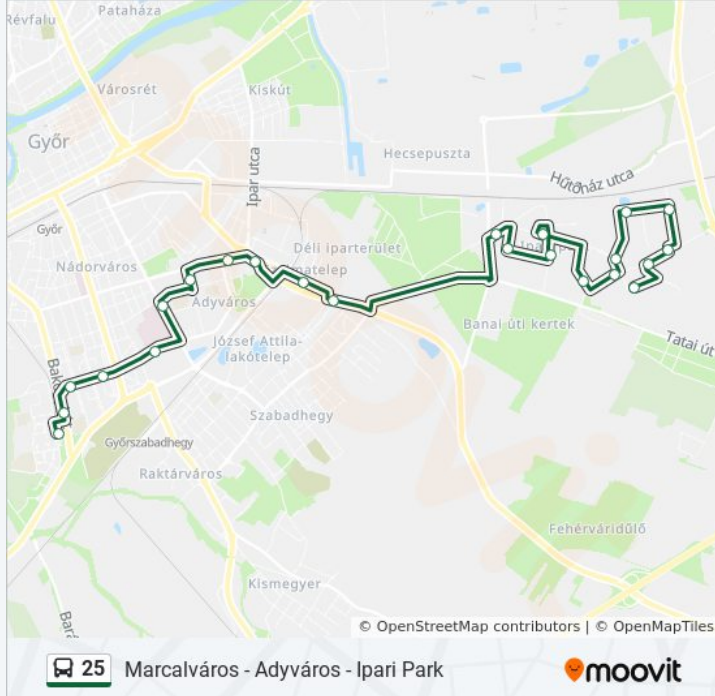 Révfalu
Pataháza
Városrét
Kiskút
Győr
Ipar utca
Hecsepuszta
Hűtőház utca
Győr
Déli iparterület
Nádorváros
Adyváros
Banai úti kertek
József Attila-
lakótelep
Tatai út
Szabadhegy
Győrszabadhegy
Raktárváros
Fehérváridűlő
Kismegyer
© OpenStreetMap contributors | © OpenMapTiles
25 Marcalváros - Adyváros - Ipari Park
moovit